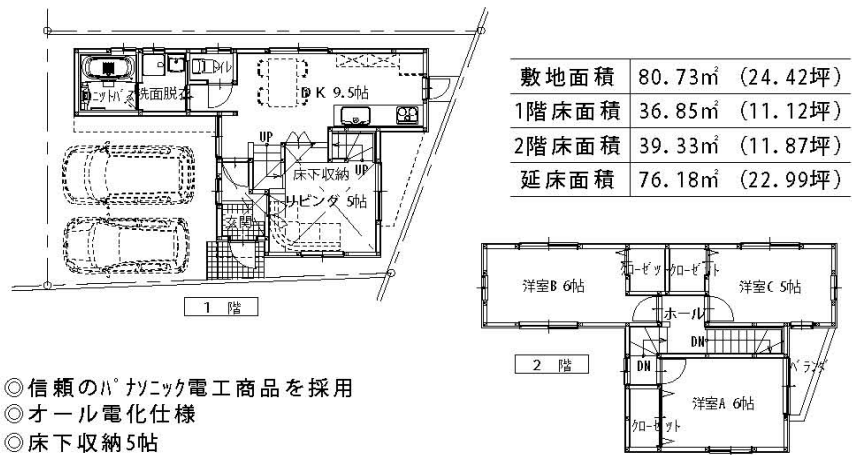 ユニットバス
洗面脱衣
トイレ
DK 9.5帖
UP
UP
床下収納
リビング 5帖
玄関
1 階
敷地面積 80.73㎡ (24.42坪)
1階床面積 36.85㎡ (11.12坪)
2階床面積 39.33㎡ (11.87坪)
延床面積 76.18㎡ (22.99坪)
洋室B 6帖
クローゼット
クローゼット
洋室C 5帖
ホール
DN
DN
ベランダ
洋室A 6帖
クローゼット
2 階
◎信頼のパナソニック電工商品を採用
◎オール電化仕様
◎床下収納5帖